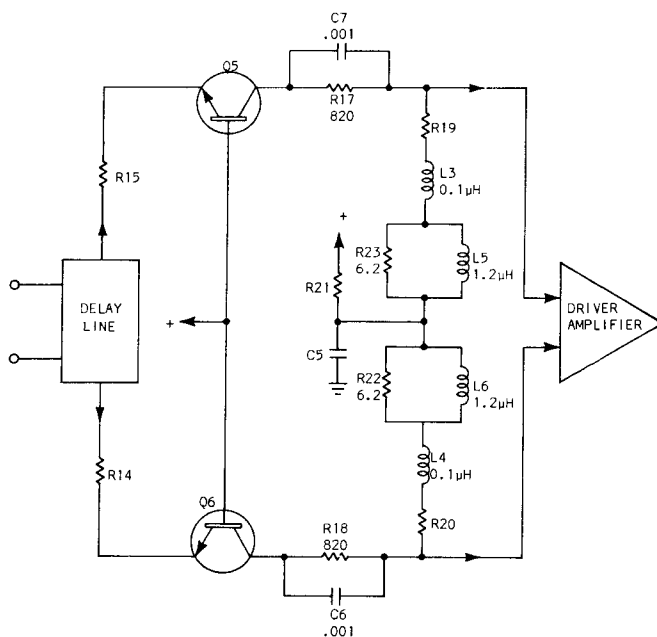 C7
.001
Q5
R17
820
R19
R15
L3
0.1μH
+
R23
6.2
L5
1.2μH
R21
DELAY
LINE
+
DRIVER
AMPLIFIER
C5
R22
6.2
L6
1.2μH
L4
0.1μH
R14
Q6
R18
820
R20
C6
.001